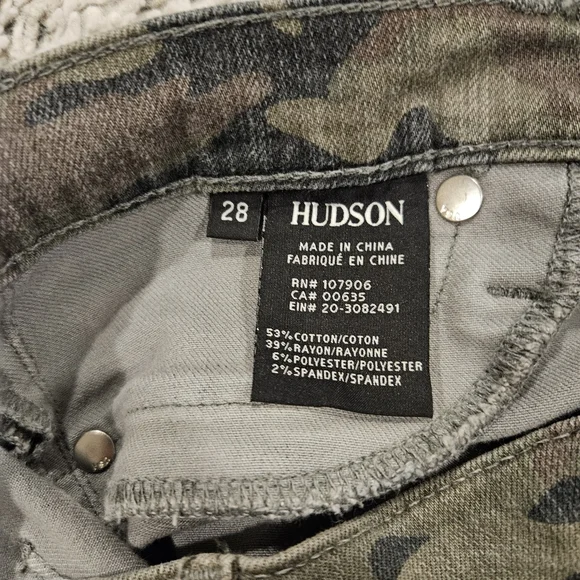 28
HUDSON
MADE IN CHINA
FABRIQUÉ EN CHINE
RN# 107906
CA# 00635
EIN# 20-3082491
53% COTTON/COTON
39% RAYON/RAYONNE
6% POLYESTER/POLYESTER
2% SPANDEX/SPANDEX